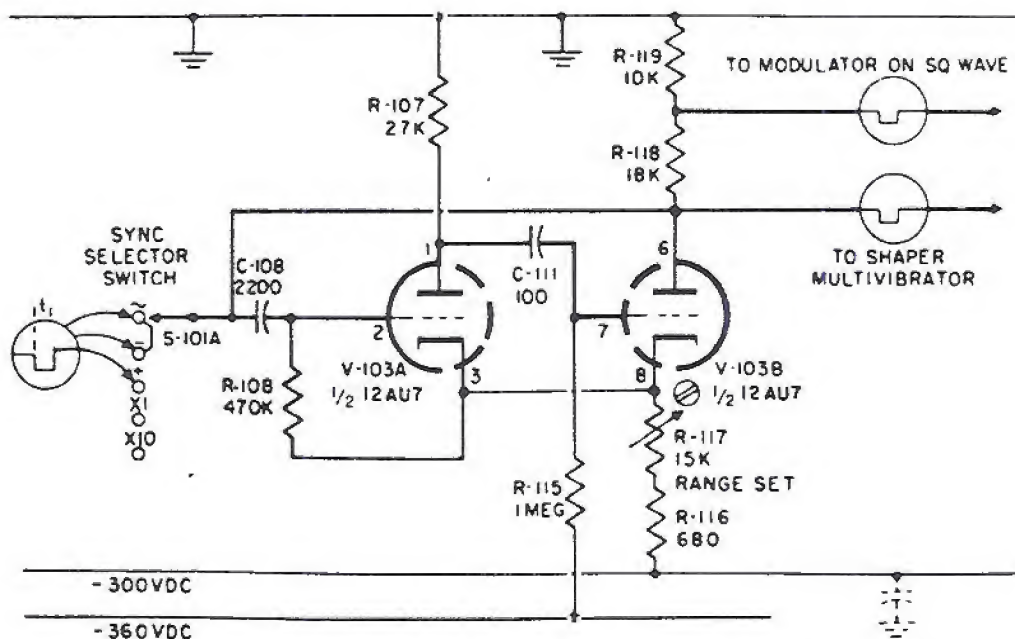 R-119
10K
TO MODULATOR ON SQ WAVE
R-107
27K
R-118
18K
SYNC
SELECTOR
SWITCH
C-108
2200
1
C-111
100
6
TO SHAPER
MULTIVIBRATOR
t1
~
S-101A
2
7
-
+
X1
X10
R-108
470K
V-103A
1/2 12AU7
3
8
V-103B
1/2 12AU7
R-117
15K
RANGE SET
R-115
1MEG
R-116
680
-300VDC
-360VDC